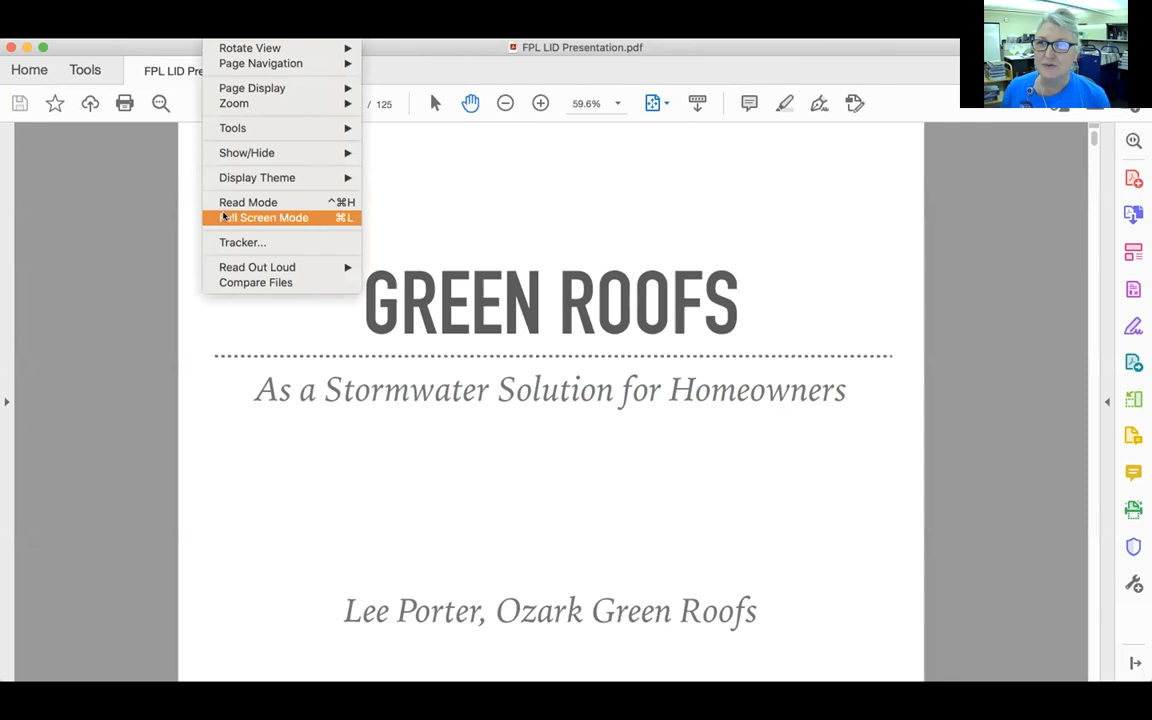 FPL LID Presentation.pdf
Home
Tools
FPL LID Pre
Rotate View
Page Navigation
Page Display
Zoom
Tools
Show/Hide
Display Theme
Read Mode ^⌘H
Full Screen Mode ⌘L
Tracker...
Read Out Loud
Compare Files
/ 125
59.6%
GREEN ROOFS
As a Stormwater Solution for Homeowners
Lee Porter, Ozark Green Roofs